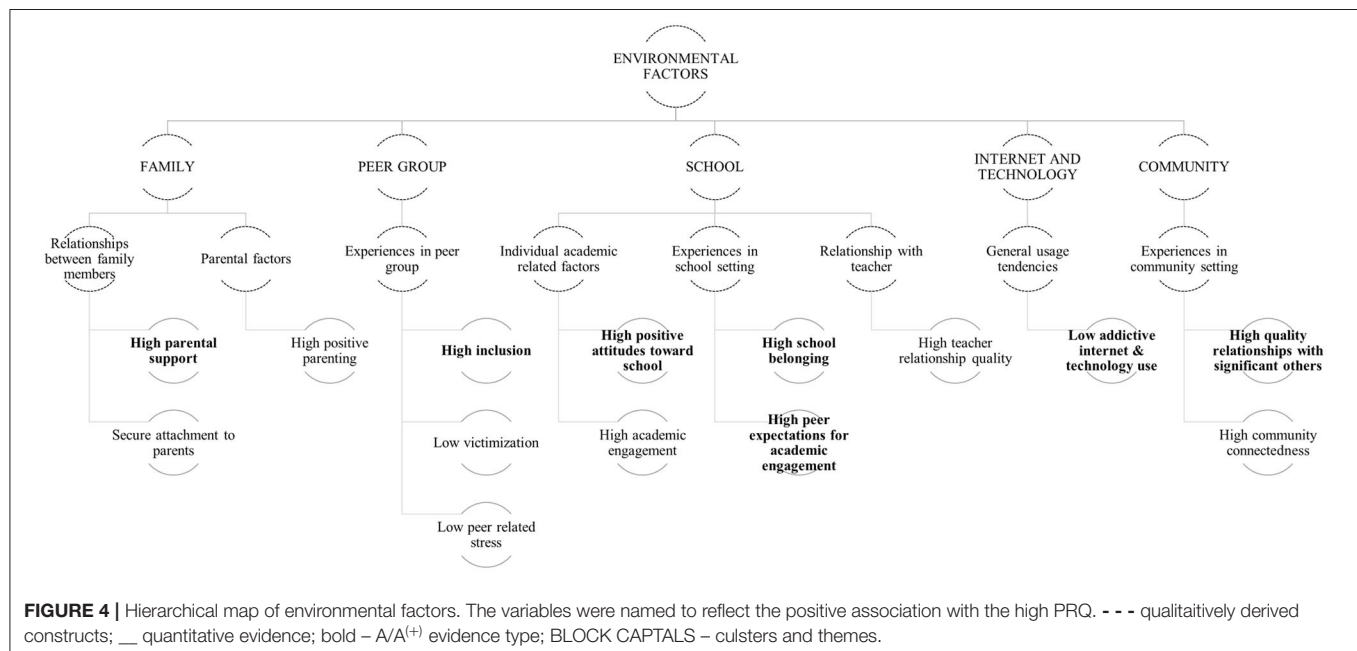 ENVIRONMENTAL
FACTORS
FAMILY
PEER GROUP
SCHOOL
INTERNET AND
TECHNOLOGY
COMMUNITY
Relationships
between family
members
Parental factors
Experiences in peer
group
Individual academic
related factors
Experiences in
school setting
Relationship with
teacher
General usage
tendencies
Experiences in
community setting
High parental
support
High positive
parenting
High inclusion
High positive
attitudes toward
school
High school
belonging
High teacher
relationship quality
Low addictive
internet &
technology use
High quality
relationships with
significant others
Secure attachment to
parents
Low victimization
High academic
engagement
High peer
expectations for
academic
engagement
High community
connectedness
Low peer related
stress
FIGURE 4 | Hierarchical map of environmental factors. The variables were named to reflect the positive association with the high PRQ. - - - qualitaitively derived
constructs; __ quantitative evidence; bold – A/A(+) evidence type; BLOCK CAPTALS – culsters and themes.